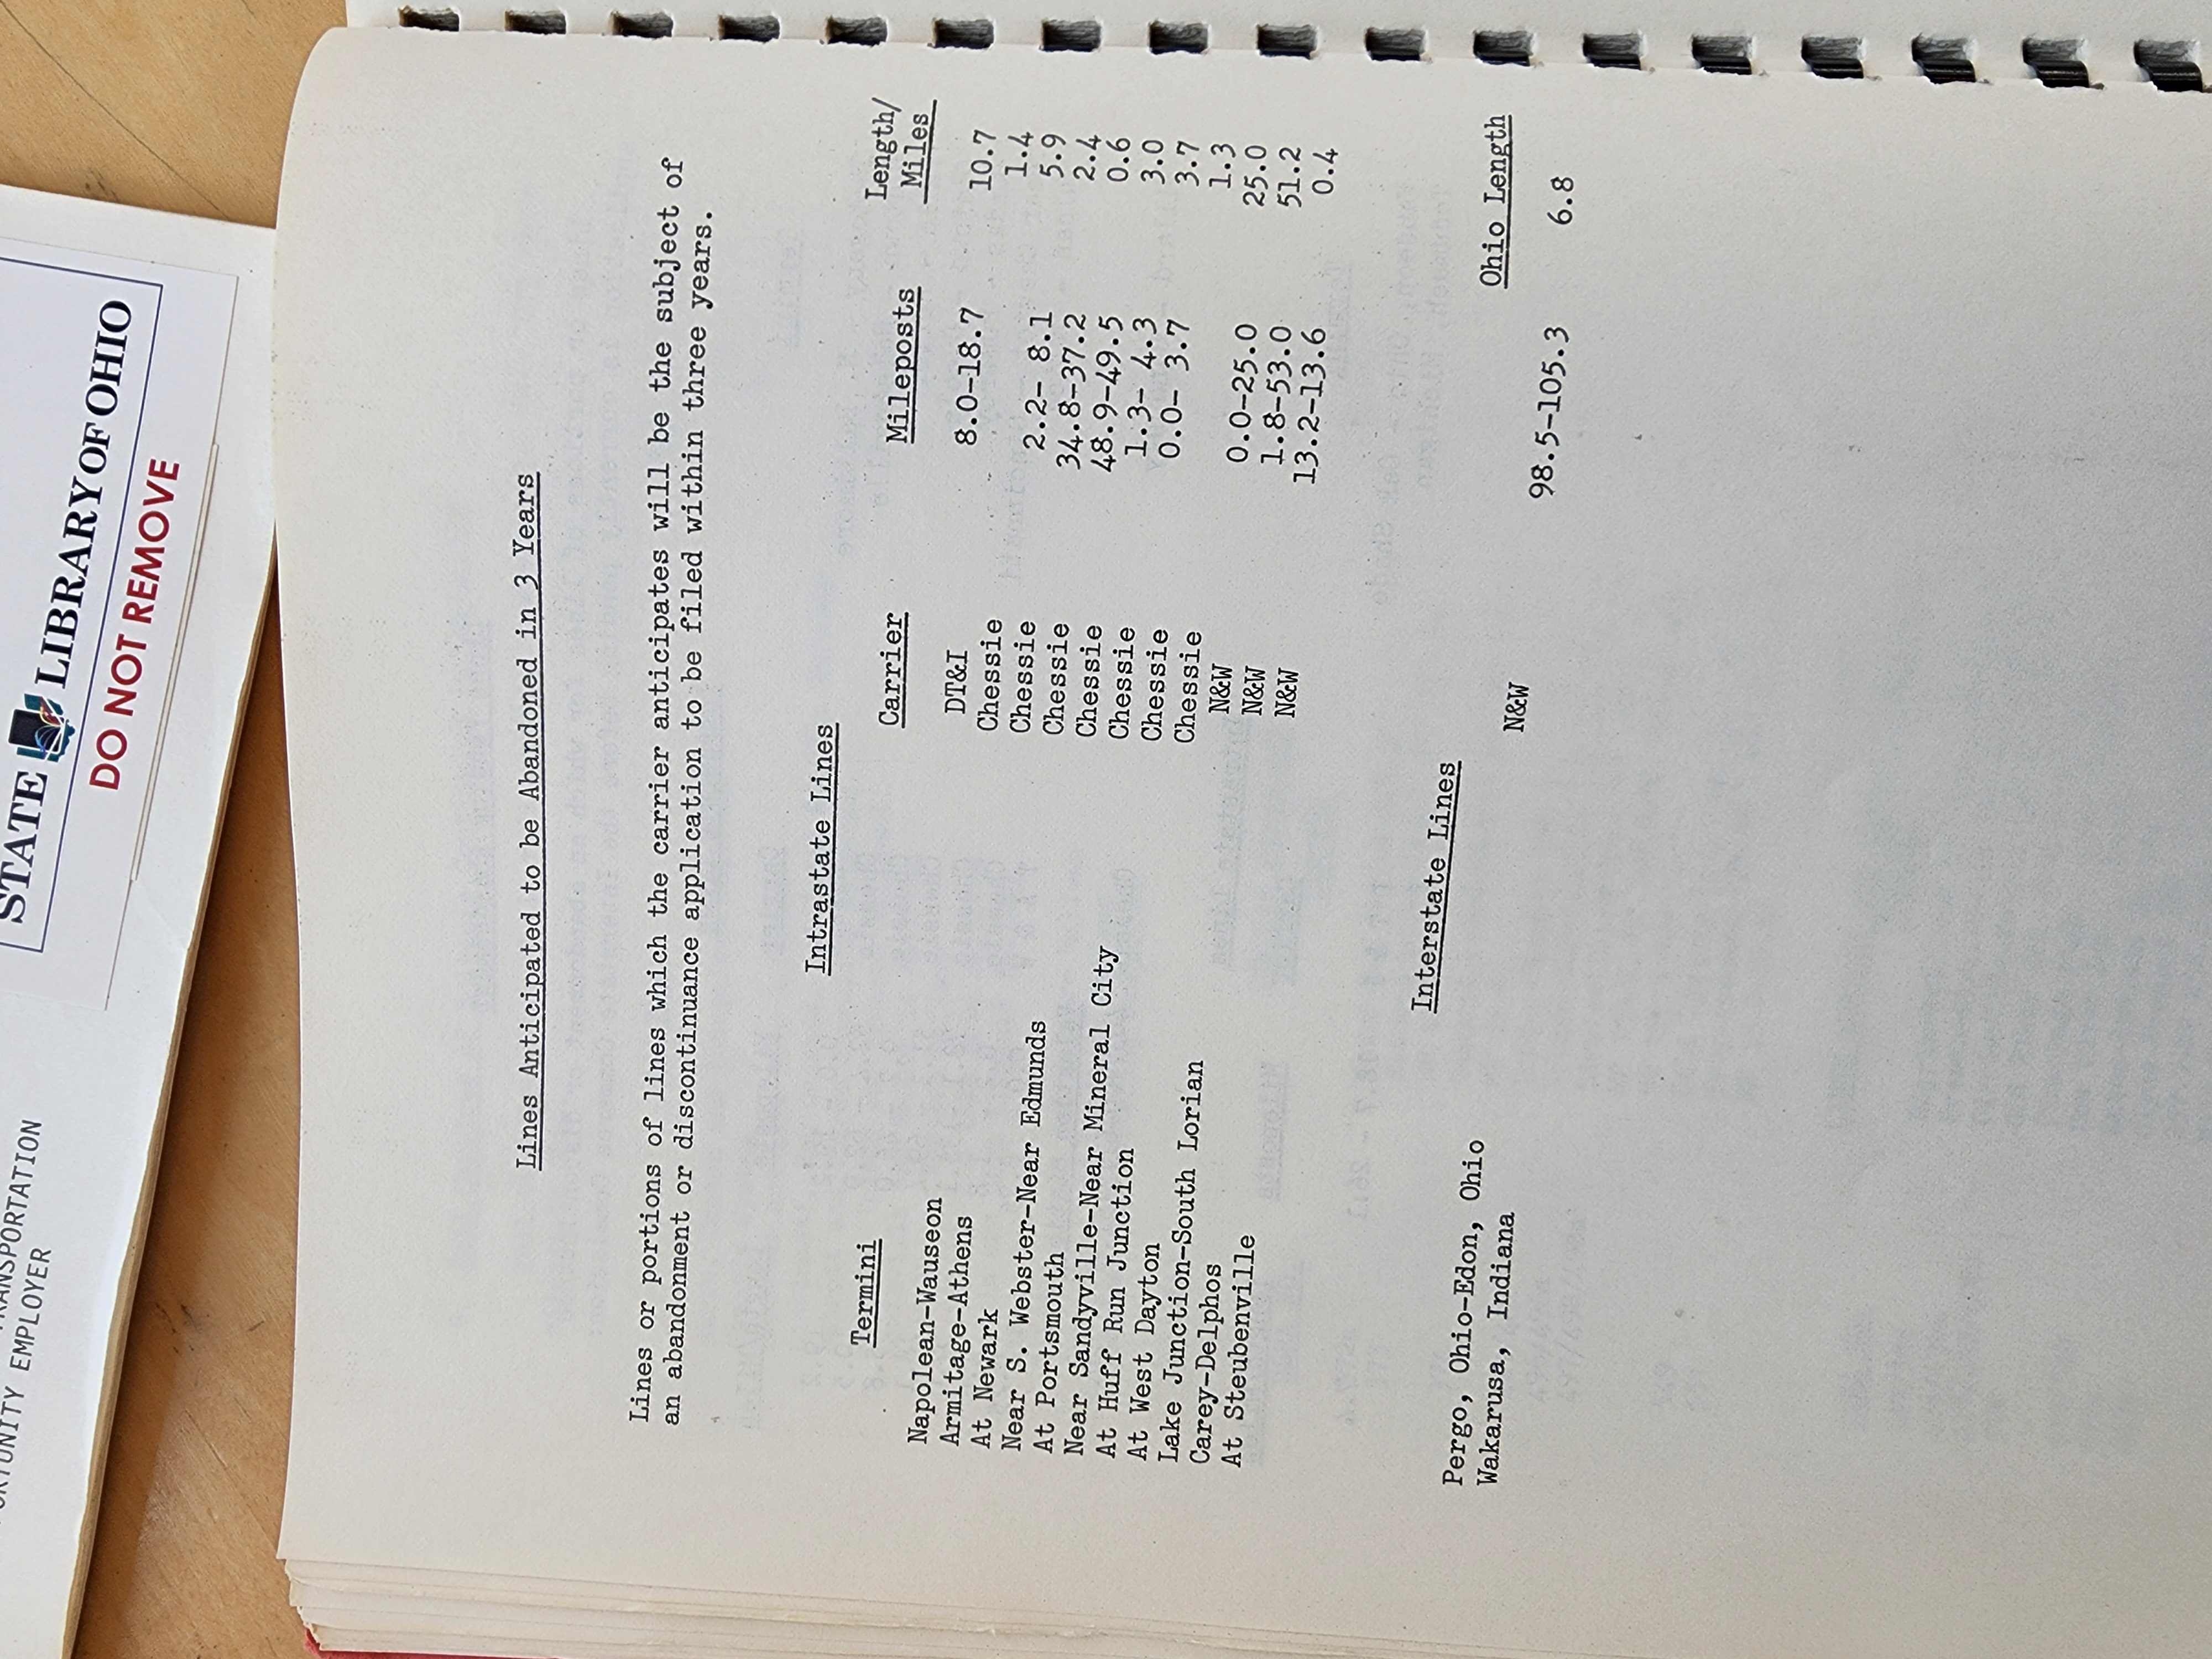 TRANSPORTATION
OPPORTUNITY EMPLOYER
STATE LIBRARY OF OHIO
DO NOT REMOVE
Lines Anticipated to be Abandoned in 3 Years
Lines or portions of lines which the carrier anticipates will be the subject of
an abandonment or discontinuance application to be filed within three years.
Intrastate Lines
Length/
Termini Carrier Mileposts Miles
Napolean-Wauseon DT&I 8.0-18.7 10.7
Armitage-Athens Chessie 1.4
At Newark Chessie 2.2- 8.1 5.9
Near S. Webster-Near Edmunds Chessie 34.8-37.2 2.4
At Portsmouth Chessie 48.9-49.5 0.6
Near Sandyville-Near Mineral City Chessie 1.3- 4.3 3.0
At Huff Run Junction Chessie 0.0- 3.7 3.7
At West Dayton Chessie 1.3
Lake Junction-South Lorian N&W 0.0-25.0 25.0
Carey-Delphos N&W 1.8-53.0 51.2
At Steubenville N&W 13.2-13.6 0.4
Interstate Lines
Ohio Length
Pergo, Ohio-Edon, Ohio
Wakarusa, Indiana N&W 98.5-105.3 6.8